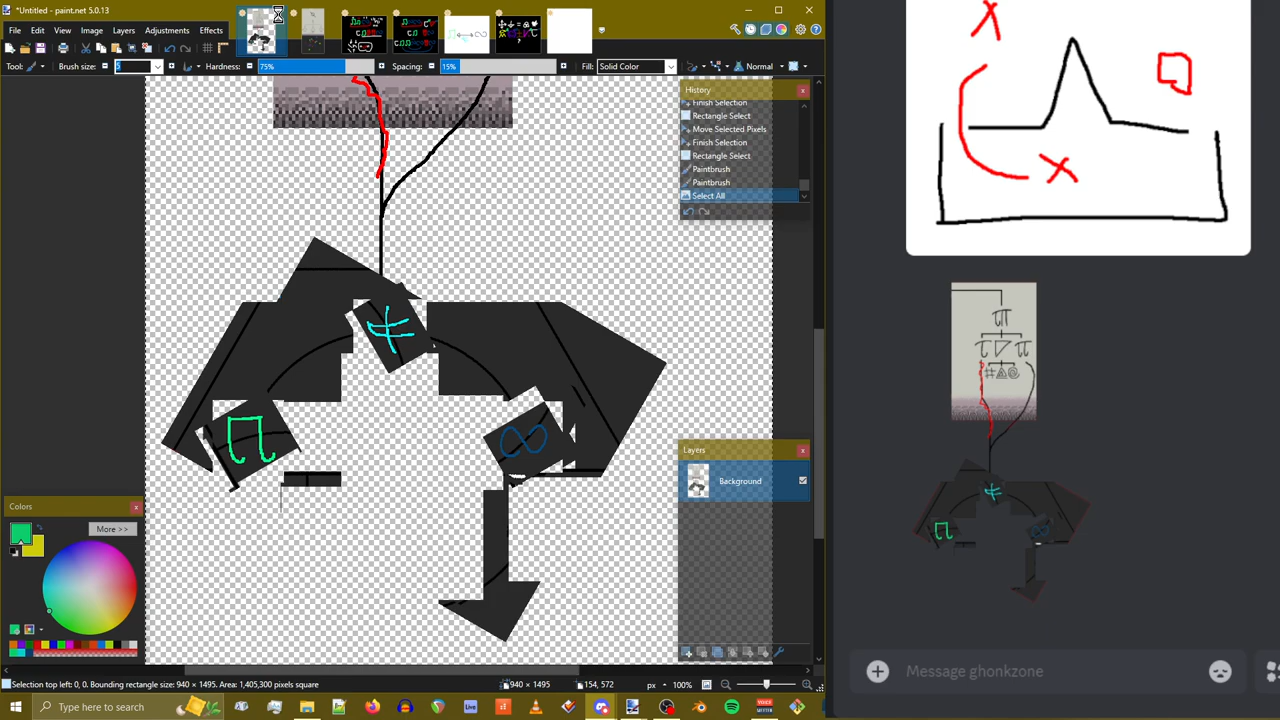 *Untitled - paint.net 5.0.13
File Edit View Image Layers Adjustments Effects
Tool: Brush size: 5 Hardness: 75% Spacing: 15% Fill: Solid Color Normal
History
Finish Selection
Rectangle Select
Move Selected Pixels
Finish Selection
Rectangle Select
Paintbrush
Paintbrush
Select All
Layers
Background
Colors
More >>
Selection top left: 0, 0. Bounding rectangle size: 940 × 1495. Area: 1,405,300 pixels square
940 × 1495
154, 572
px
100%
Type here to search
Live
Message ghonkzone
X
X
Π
∞